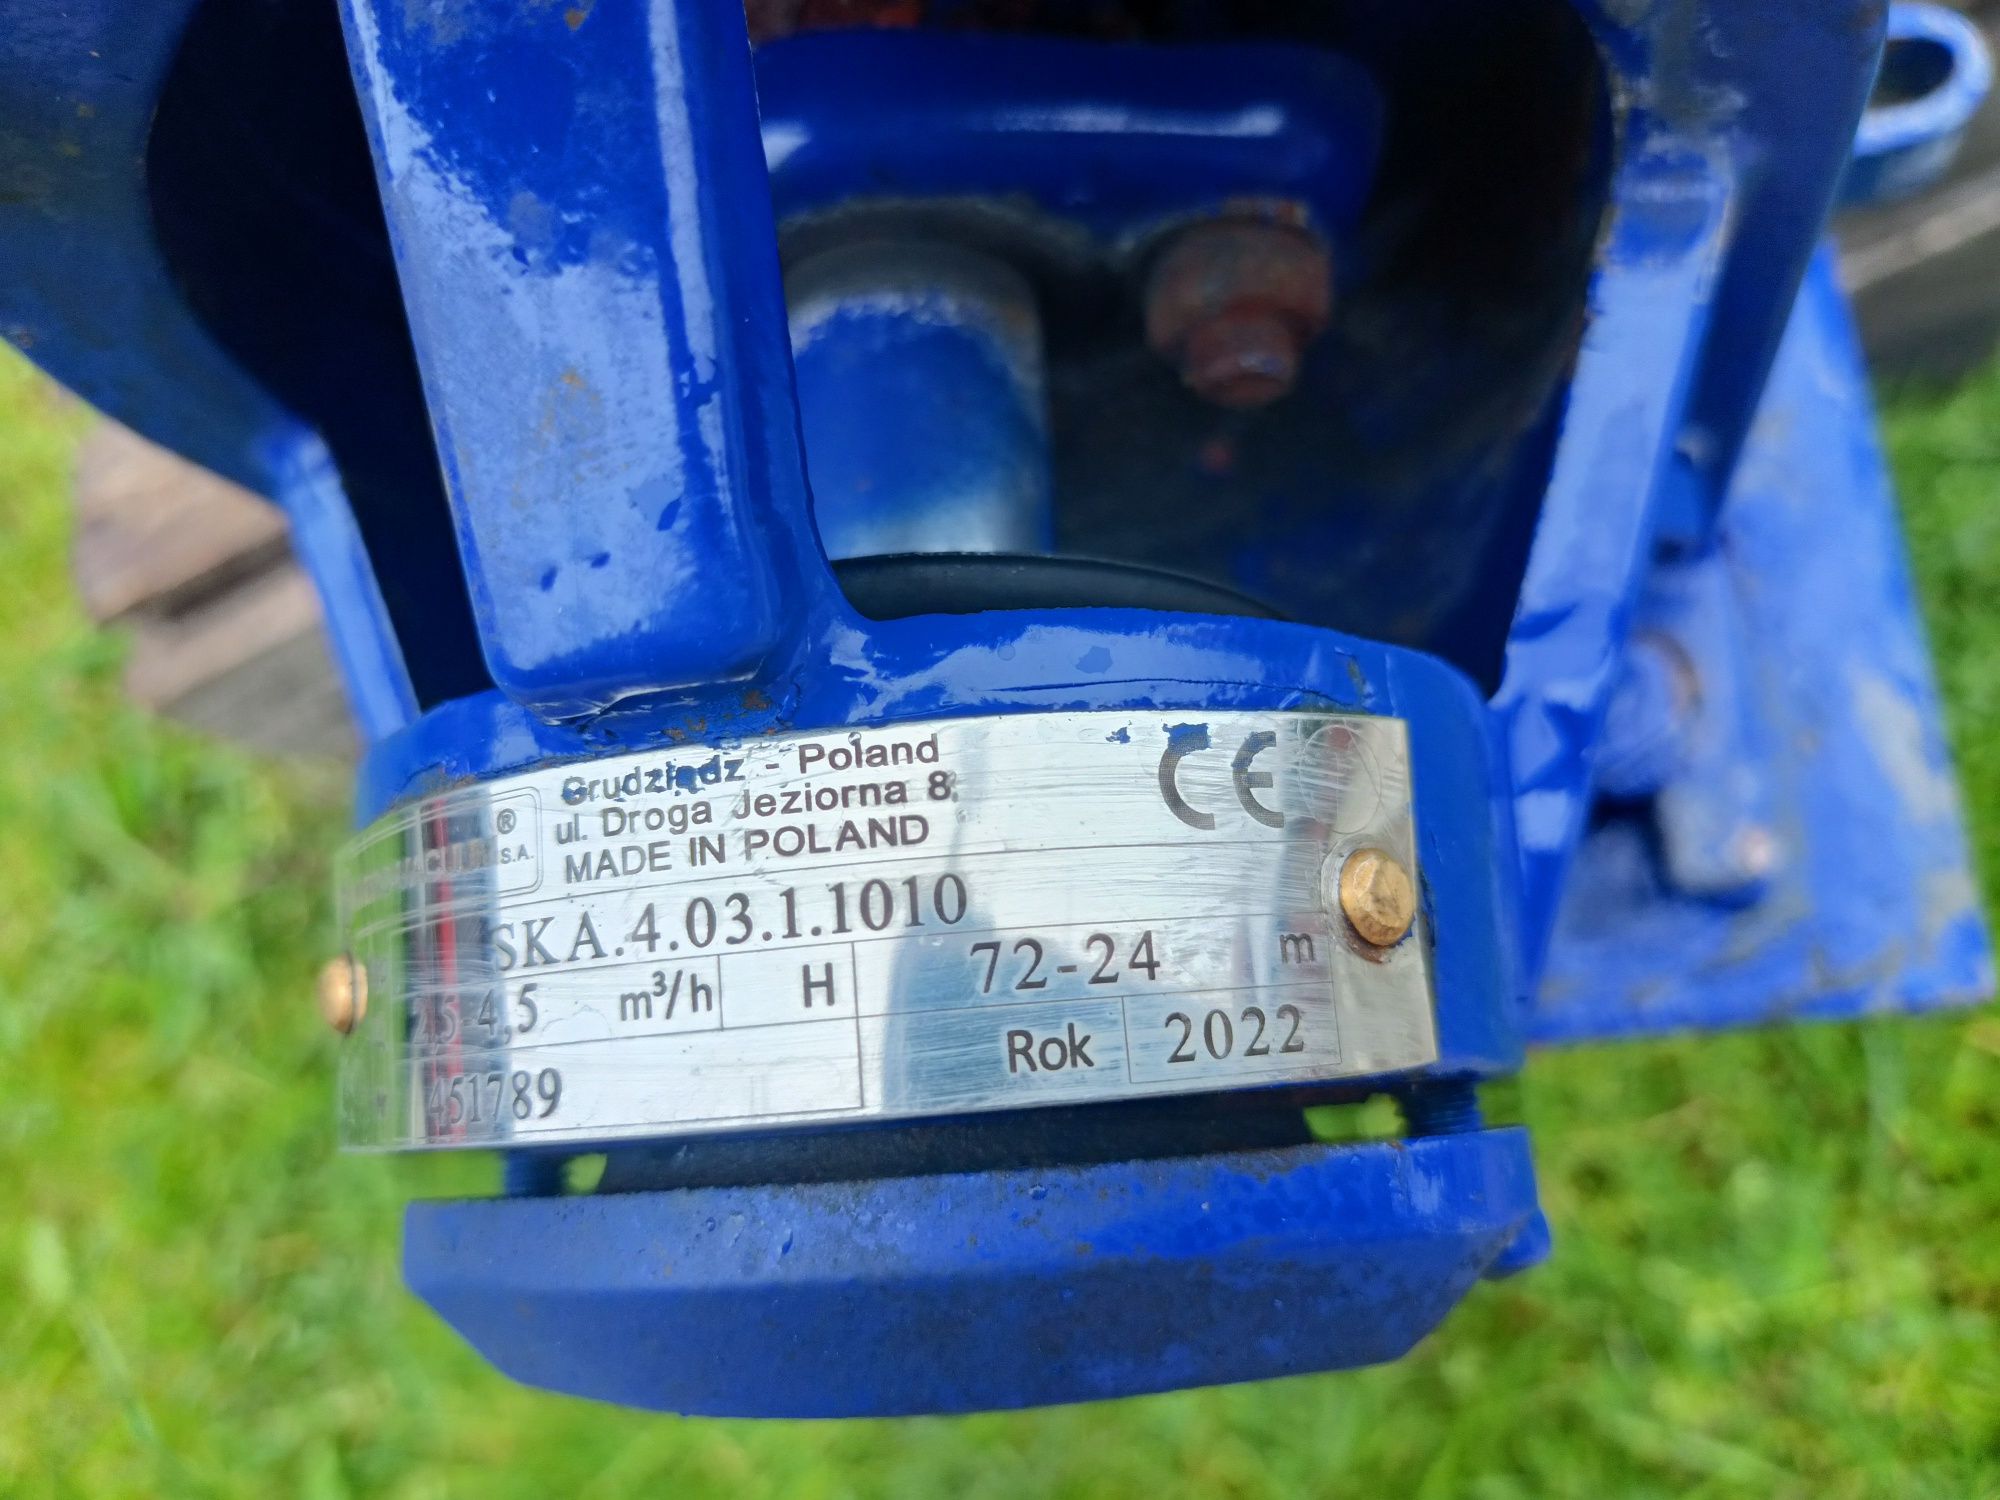 Grudziądz - Poland
ul. Droga Jeziorna 8
MADE IN POLAND
® S.A.
CE
SKA.4.03.1.1010
2,5-4,5 m³/h H 72-24 m
Rok 2022
451789